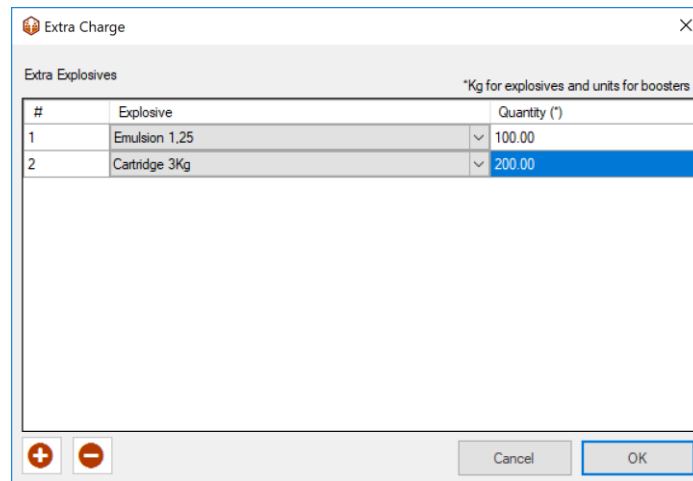 Extra Charge
Extra Explosives
*Kg for explosives and units for boosters
# Explosive Quantity (*)
1 Emulsion 1,25 100.00
2 Cartridge 3Kg 200.00
Cancel OK